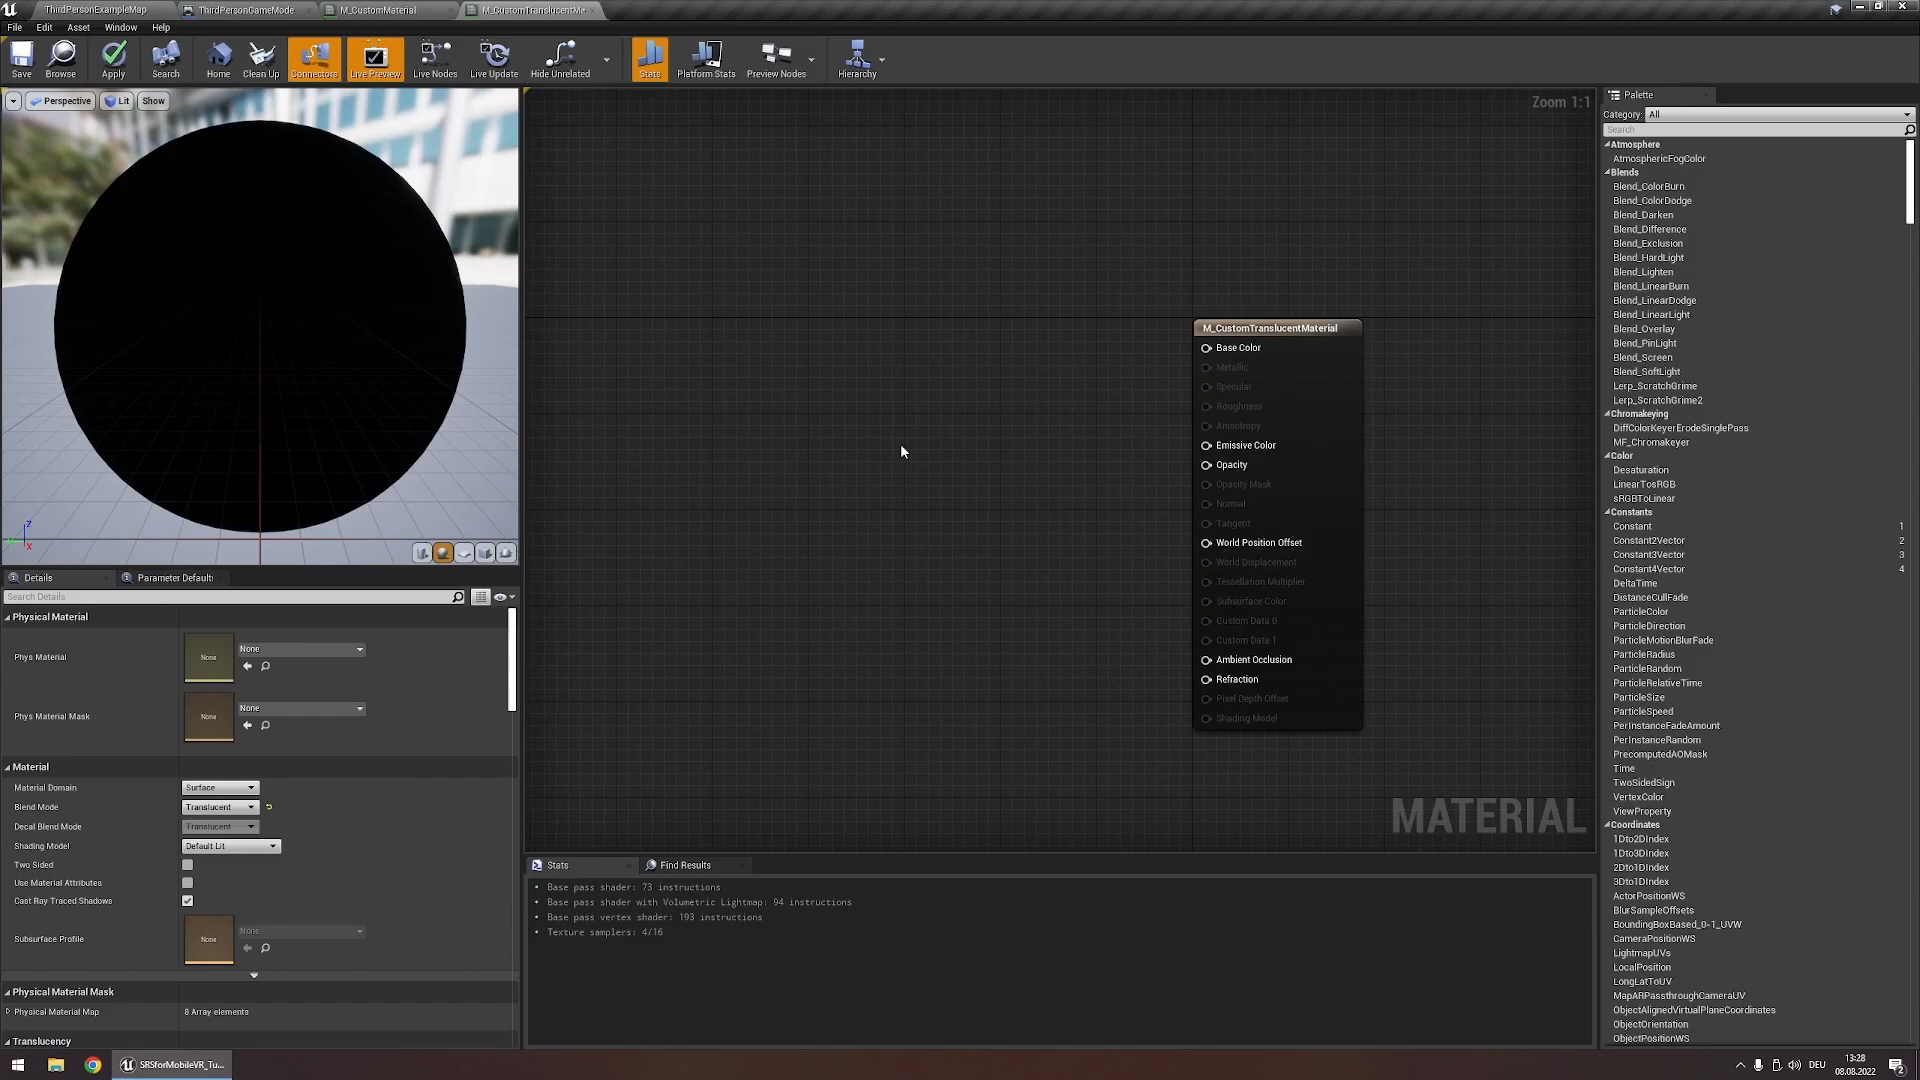 ThirdPersonExampleMap
ThirdPersonGameMode
M_CustomMaterial
M_CustomTranslucentMa
File Edit Asset Window Help
Save
Browse
Apply
Search
Home
Clean Up
Connectors
Live Preview
Live Nodes
Live Update
Hide Unrelated
Stats
Platform Stats
Preview Nodes
Hierarchy
Perspective
Lit
Show
Z
X
Zoom 1:1
M_CustomTranslucentMaterial
Base Color
Metallic
Specular
Roughness
Anisotropy
Emissive Color
Opacity
Opacity Mask
Normal
Tangent
World Position Offset
World Displacement
Tessellation Multiplier
Subsurface Color
Custom Data 0
Custom Data 1
Ambient Occlusion
Refraction
Pixel Depth Offset
Shading Model
MATERIAL
Details
Parameter Default
Search Details
Physical Material
Phys Material
None
None
Phys Material Mask
None
None
Material
Material Domain Surface
Blend Mode Translucent
Decal Blend Mode Translucent
Shading Model Default Lit
Two Sided
Use Material Attributes
Cast Ray Traced Shadows
Subsurface Profile
None
None
Physical Material Mask
Physical Material Map 8 Array elements
Translucency
Stats
Find Results
• Base pass shader: 73 instructions
• Base pass shader with Volumetric Lightmap: 94 instructions
• Base pass vertex shader: 193 instructions
• Texture samplers: 4/16
Palette
Category: All
Search
Atmosphere
AtmosphericFogColor
Blends
Blend_ColorBurn
Blend_ColorDodge
Blend_Darken
Blend_Difference
Blend_Exclusion
Blend_HardLight
Blend_Lighten
Blend_LinearBurn
Blend_LinearDodge
Blend_LinearLight
Blend_Overlay
Blend_PinLight
Blend_Screen
Blend_SoftLight
Lerp_ScratchGrime
Lerp_ScratchGrime2
Chromakeying
DiffColorKeyerErodeSinglePass
MF_Chromakeyer
Color
Desaturation
LinearTosRGB
sRGBToLinear
Constants
Constant 1
Constant2Vector 2
Constant3Vector 3
Constant4Vector 4
DeltaTime
DistanceCullFade
ParticleColor
ParticleDirection
ParticleMotionBlurFade
ParticleRadius
ParticleRandom
ParticleRelativeTime
ParticleSize
ParticleSpeed
PerInstanceFadeAmount
PerInstanceRandom
PrecomputedAOMask
Time
TwoSidedSign
VertexColor
ViewProperty
Coordinates
1Dto2DIndex
1Dto3DIndex
2Dto1DIndex
3Dto1DIndex
ActorPositionWS
BlurSampleOffsets
BoundingBoxBased_0-1_UVW
CameraPositionWS
LightmapUVs
LocalPosition
LongLatToUV
MapARPassthroughCameraUV
ObjectAlignedVirtualPlaneCoordinates
ObjectOrientation
ObjectPositionWS
SRSforMobileVR_Tu...
DEU
13:28
08.08.2022
2